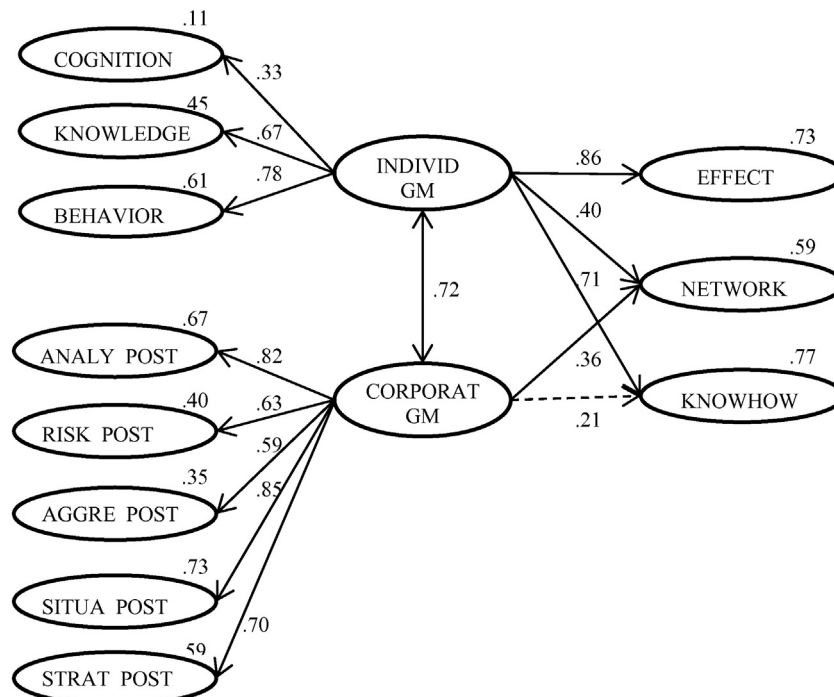 .11
COGNITION
.33
.45
KNOWLEDGE
.67
.78
.61
BEHAVIOR
INDIVID
GM
.86
.73
EFFECT
.40
.59
NETWORK
.71
.72
.36
.67
ANALY POST
.82
CORPORAT
GM
.77
KNOWHOW
.21
.40
RISK POST
.63
.59
.35
AGGRE POST
.85
.73
SITUA POST
.70
.59
STRAT POST